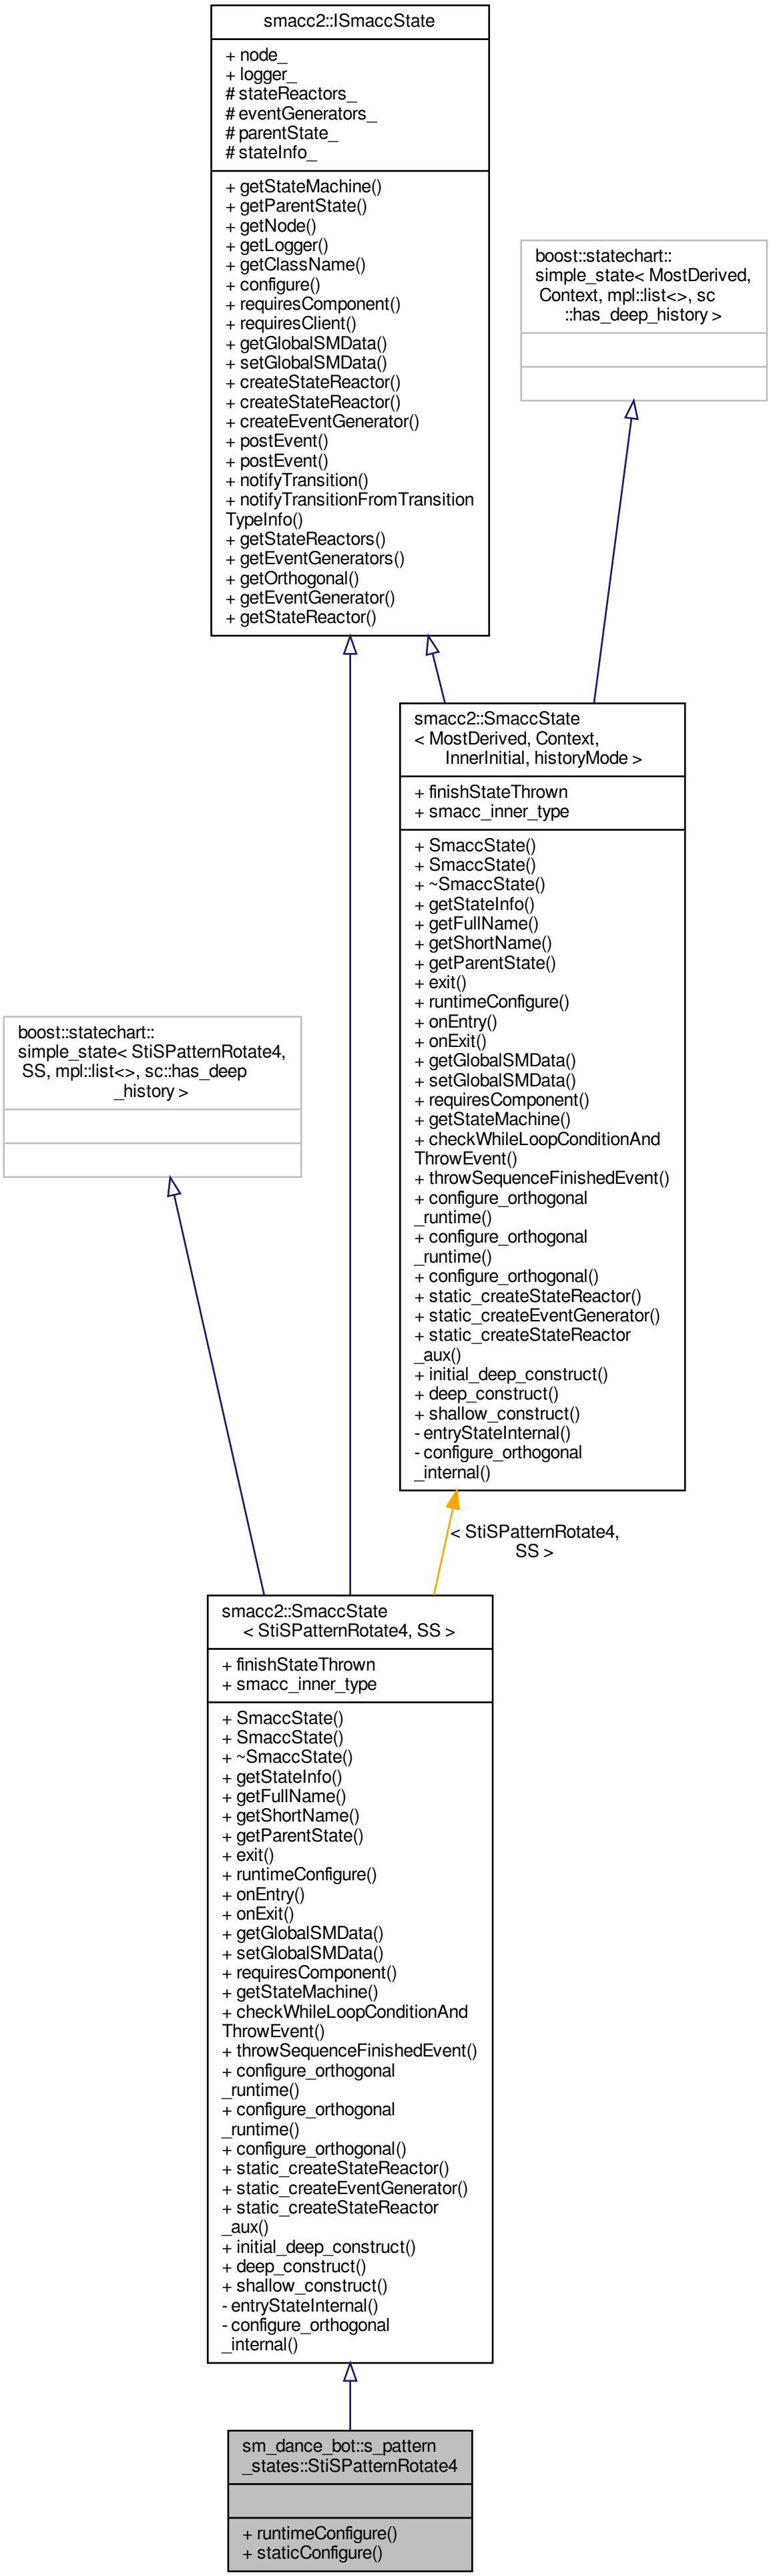 smacc2::ISmaccState
+ node_
+ logger_
# stateReactors_
# eventGenerators_
# parentState_
# stateInfo_
+ getStateMachine()
+ getParentState()
+ getNode()
+ getLogger()
+ getClassName()
+ configure()
+ requiresComponent()
+ requiresClient()
+ getGlobalSMData()
+ setGlobalSMData()
+ createStateReactor()
+ createStateReactor()
+ createEventGenerator()
+ postEvent()
+ postEvent()
+ notifyTransition()
+ notifyTransitionFromTransition
TypeInfo()
+ getStateReactors()
+ getEventGenerators()
+ getOrthogonal()
+ getEventGenerator()
+ getStateReactor()
boost::statechart::
simple_state< MostDerived,
Context, mpl::list<>, sc
::has_deep_history >
smacc2::SmaccState
< MostDerived, Context,
InnerInitial, historyMode >
+ finishStateThrown
+ smacc_inner_type
+ SmaccState()
+ SmaccState()
+ ~SmaccState()
+ getStateInfo()
+ getFullName()
+ getShortName()
+ getParentState()
+ exit()
+ runtimeConfigure()
+ onEntry()
+ onExit()
+ getGlobalSMData()
+ setGlobalSMData()
+ requiresComponent()
+ getStateMachine()
+ checkWhileLoopConditionAnd
ThrowEvent()
+ throwSequenceFinishedEvent()
+ configure_orthogonal
_runtime()
+ configure_orthogonal
_runtime()
+ configure_orthogonal()
+ static_createStateReactor()
+ static_createEventGenerator()
+ static_createStateReactor
_aux()
+ initial_deep_construct()
+ deep_construct()
+ shallow_construct()
- entryStateInternal()
- configure_orthogonal
_internal()
boost::statechart::
simple_state< StiSPatternRotate4,
SS, mpl::list<>, sc::has_deep
_history >
< StiSPatternRotate4,
SS >
smacc2::SmaccState
< StiSPatternRotate4, SS >
+ finishStateThrown
+ smacc_inner_type
+ SmaccState()
+ SmaccState()
+ ~SmaccState()
+ getStateInfo()
+ getFullName()
+ getShortName()
+ getParentState()
+ exit()
+ runtimeConfigure()
+ onEntry()
+ onExit()
+ getGlobalSMData()
+ setGlobalSMData()
+ requiresComponent()
+ getStateMachine()
+ checkWhileLoopConditionAnd
ThrowEvent()
+ throwSequenceFinishedEvent()
+ configure_orthogonal
_runtime()
+ configure_orthogonal
_runtime()
+ configure_orthogonal()
+ static_createStateReactor()
+ static_createEventGenerator()
+ static_createStateReactor
_aux()
+ initial_deep_construct()
+ deep_construct()
+ shallow_construct()
- entryStateInternal()
- configure_orthogonal
_internal()
sm_dance_bot::s_pattern
_states::StiSPatternRotate4
+ runtimeConfigure()
+ staticConfigure()